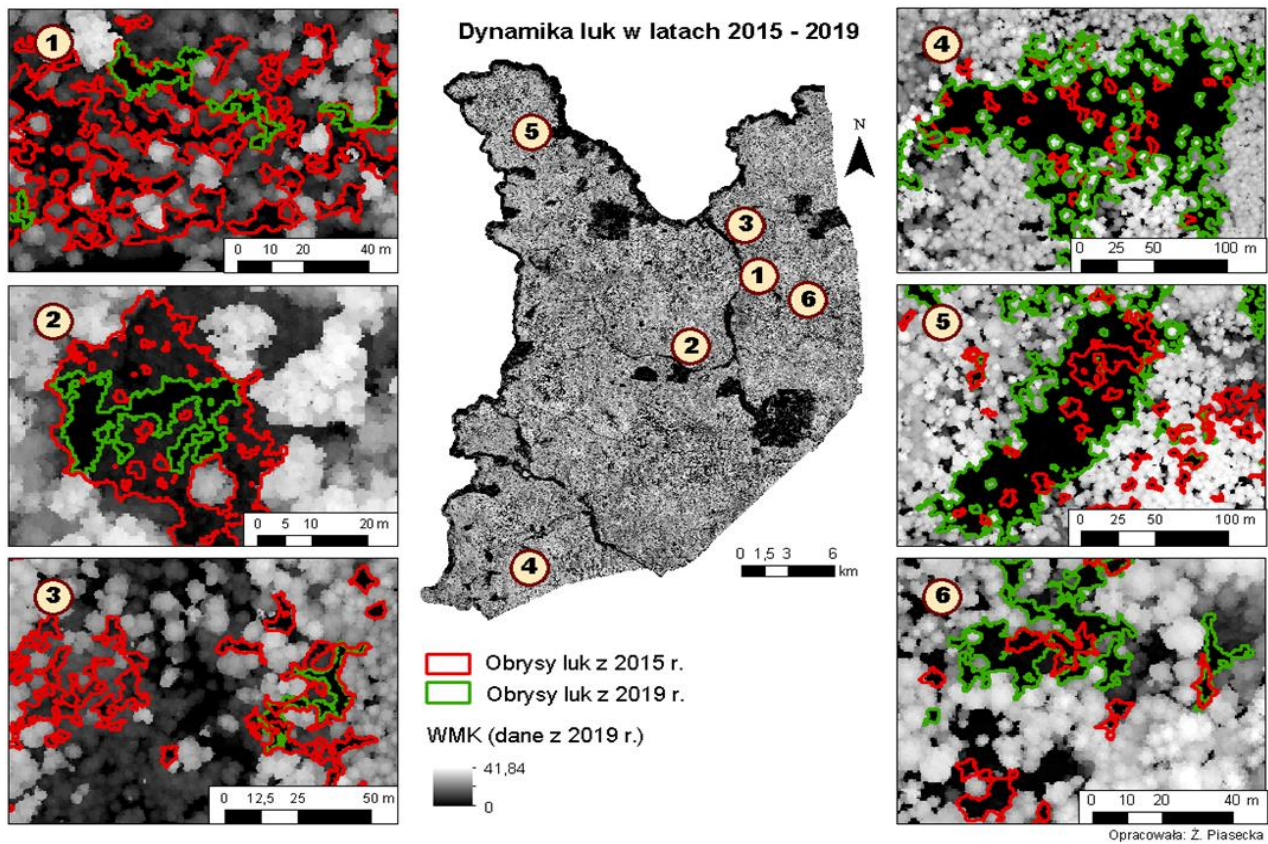 Dynamika luk w latach 2015 - 2019
1
0 10 20 40 m
2
0 5 10 20 m
3
0 12,5 25 50 m
5
3
1
6
2
4
N
0 1,5 3 6
km
Obrysy luk z 2015 r.
Obrysy luk z 2019 r.
WMK (dane z 2019 r.)
41,84
0
4
0 25 50 100 m
5
0 25 50 100 m
6
0 10 20 40 m
Opracowała: Ż. Piasecka